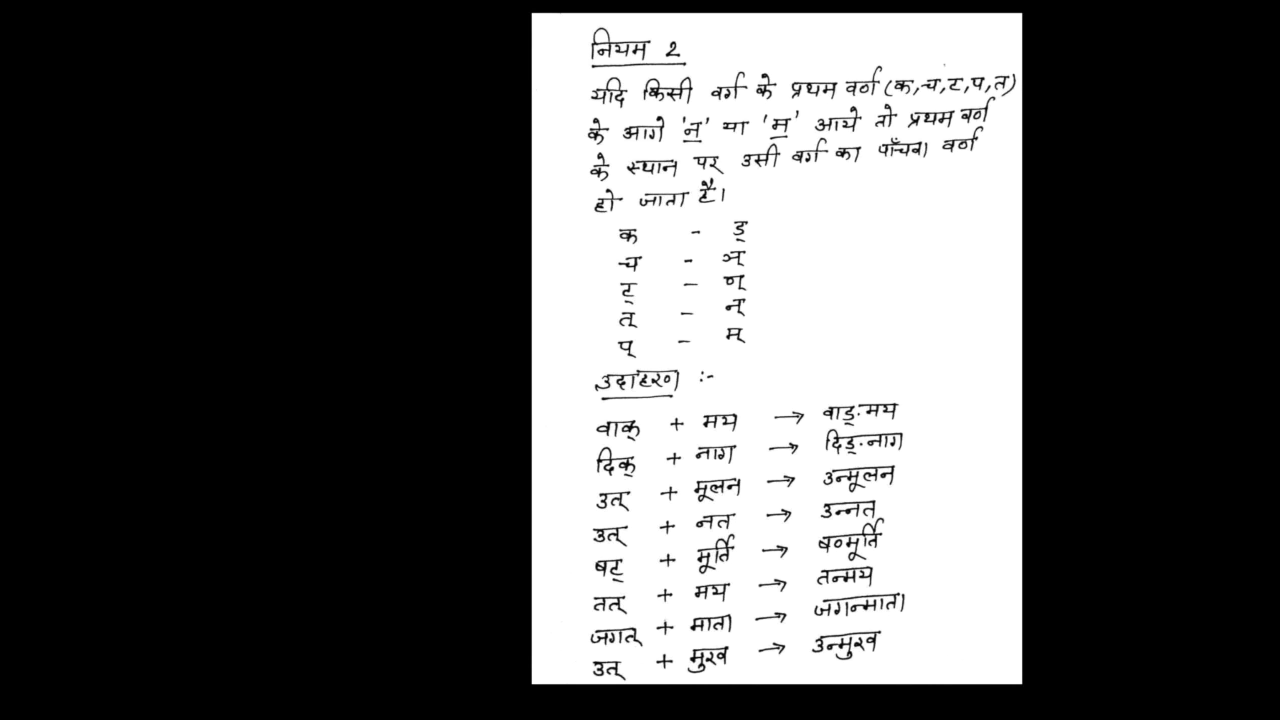 नियम 2
यदि किसी वर्ग के प्रथम वर्ण (क,च,ट,प,त)
के आगे 'न' या 'म' आये तो प्रथम वर्ण
के स्थान पर उसी वर्ग का पाँचवा वर्ण
हो जाता है।
क - ड्
च - ञ्
ट् - ण्
त् - न्
प् - म्
उदाहरण :-
वाक् + मय → वाड्.मय
दिक् + नाग → दिड्.नाग
उत् + मूलन → उन्मूलन
उत् + नत → उन्नत
षट् + मूर्ति → षण्मूर्ति
तत् + मय → तन्मय
जगत् + माता → जगन्माता
उत् + मुख → उन्मुख